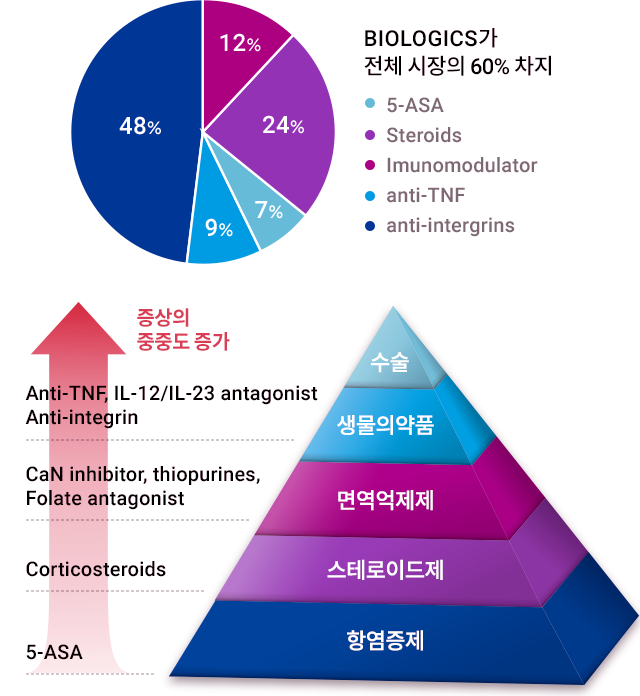 12%
48%
24%
7%
9%
BIOLOGICS가
전체 시장의 60% 차지
5-ASA
Steroids
Imunomodulator
anti-TNF
anti-intergrins
증상의
중중도 증가
수술
Anti-TNF, IL-12/IL-23 antagonist
Anti-integrin
생물의약품
CaN inhibitor, thiopurines,
Folate antagonist
면역억제제
Corticosteroids
스테로이드제
5-ASA
항염증제